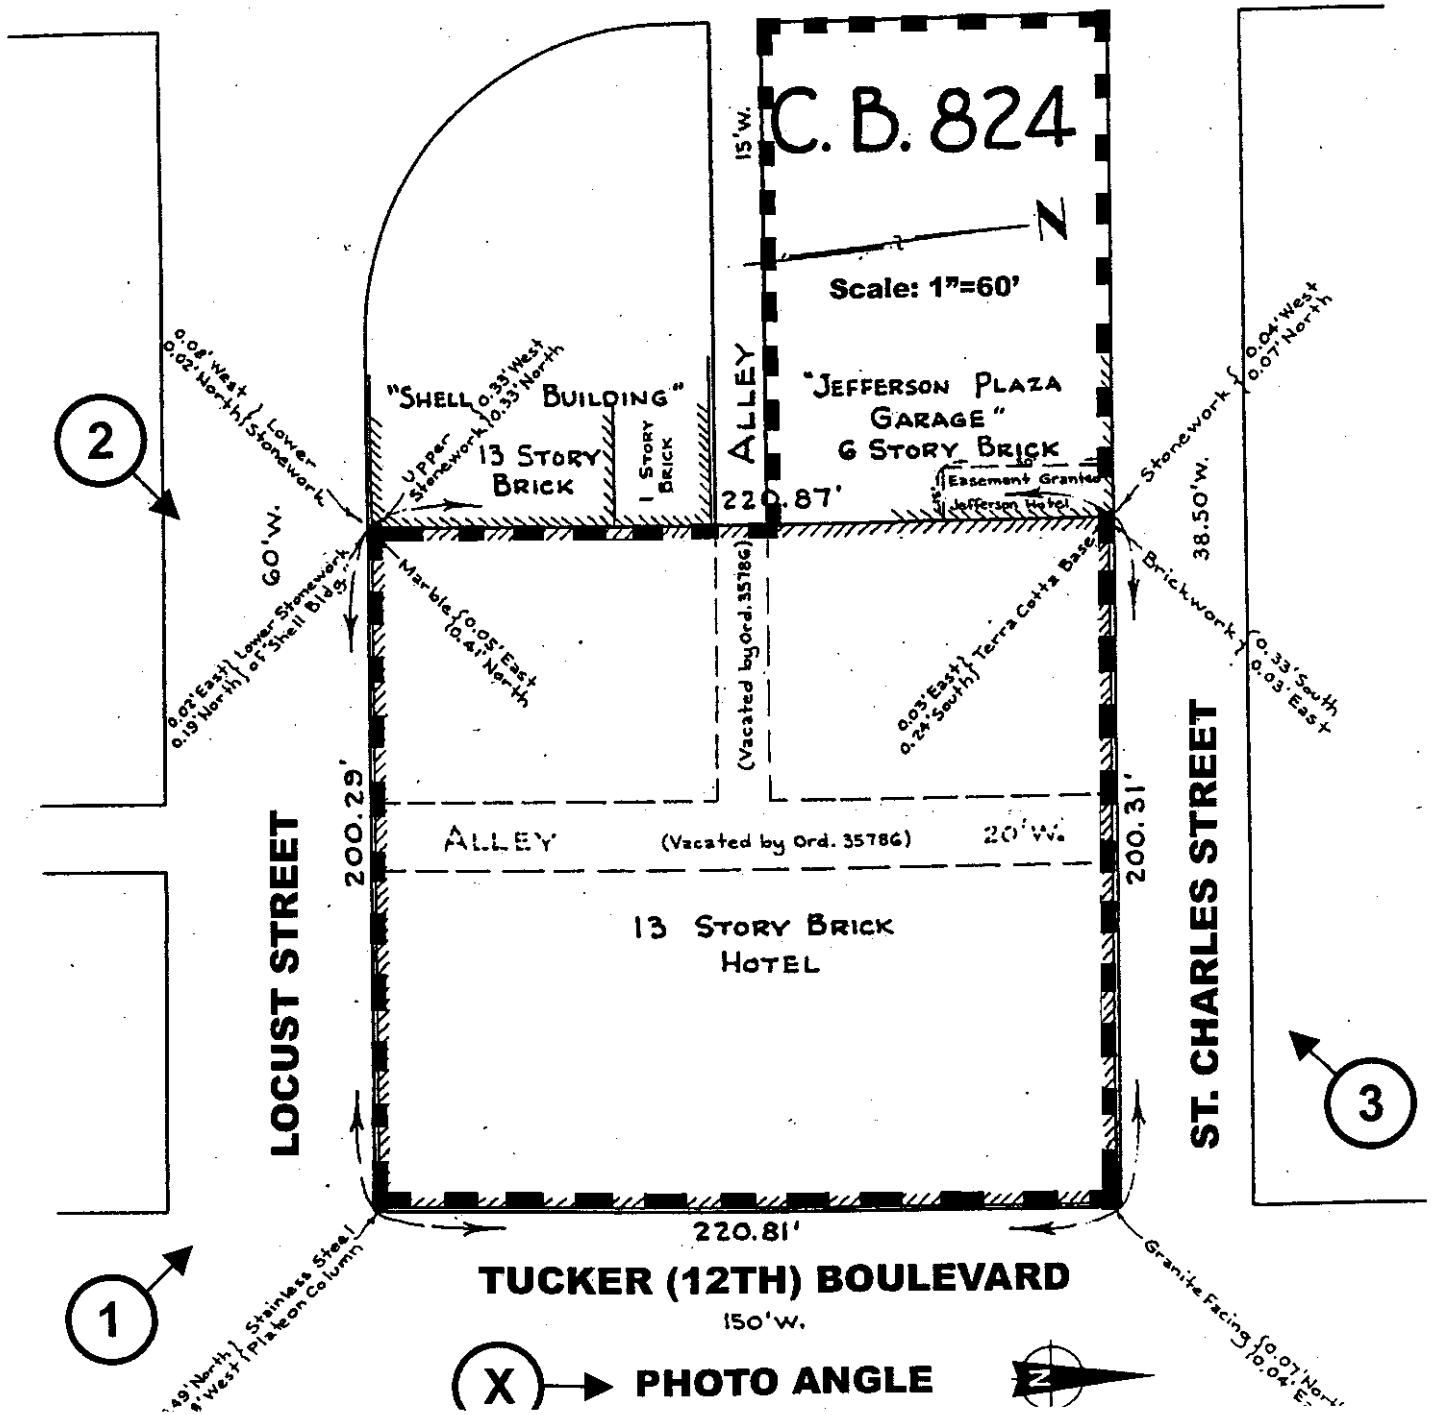 C. B. 824
15'W.
N
Scale: 1"=60'
ALLEY
"SHELL BUILDING"
13 STORY
BRICK
1 STORY
BRICK
"JEFFERSON PLAZA
GARAGE"
6 STORY BRICK
Easement Granted
Jefferson Hotel
220.87'
0.02' North
Lower
Stonework
Upper
Stonework
0.33' West
0.33' North
Stonework
0.04' West
0.07' North
2
60'W.
38.50'W.
0.02' East
0.19' North
Lower Stonework
of "Shell Bldg."
Marble
0.05' East
0.41' North
(Vacated by Ord. 35786)
0.03' East
0.24' South
Terra Cotta Base
Brickwork
0.33' South
0.03' East
200.29'
200.31'
ALLEY (Vacated by Ord. 35786) 20'W.
13 STORY BRICK
HOTEL
LOCUST STREET
ST. CHARLES STREET
3
220.81'
TUCKER (12TH) BOULEVARD
150'W.
1
Stainless Steel
Plate on Column
Granite Facing
X PHOTO ANGLE
N